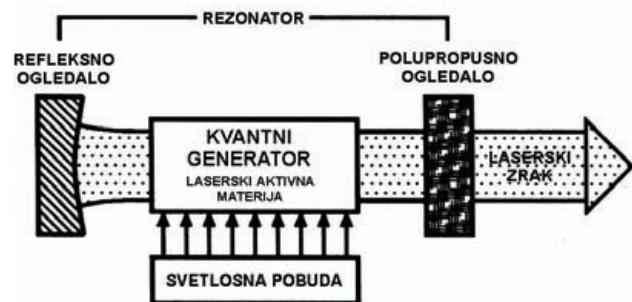 REZONATOR
REFLEKSNO
OGLEDALO
POLUPROPUSNO
OGLEDALO
KVANTNI
GENERATOR
LASERSKI AKTIVNA
MATERIJA
LASERSKI
ZRAK
SVETLOSNA POBUDA